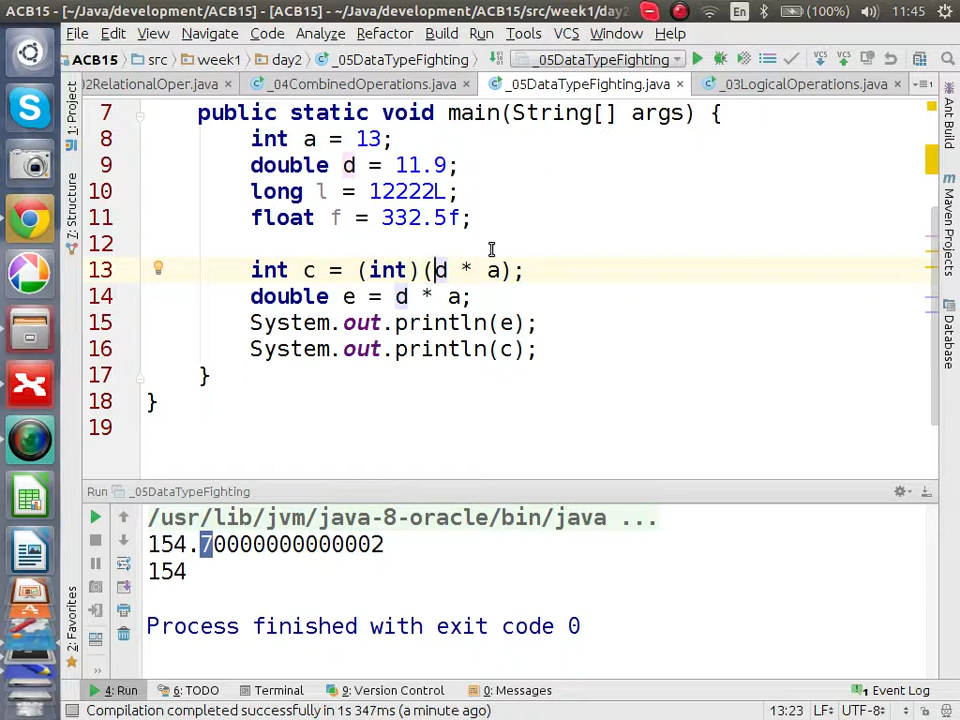 ACB15 - [~/Java/development/ACB15] - [ACB15] - ~/Java/development/ACB15/src/week1/day2 En (100%) 11:45
File Edit View Navigate Code Analyze Refactor Build Run Tools VCS Window Help
ACB15 src week1 day2 _05DataTypeFighting _05DataTypeFighting VCS VCS
02RelationalOper.java _04CombinedOperations.java _05DataTypeFighting.java _03LogicalOperations.java
7 public static void main(String[] args) {
8 int a = 13;
9 double d = 11.9;
10 long l = 12222L;
11 float f = 332.5f;
12
13 int c = (int)(d * a);
14 double e = d * a;
15 System.out.println(e);
16 System.out.println(c);
17 }
18 }
19
1: Project
7: Structure
2: Favorites
Ant Build
Maven Projects
Database
Run _05DataTypeFighting
/usr/lib/jvm/java-8-oracle/bin/java ...
154.70000000000002
154
Process finished with exit code 0
4: Run 6: TODO Terminal 9: Version Control 0: Messages 1 Event Log
Compilation completed successfully in 1s 347ms (a minute ago) 13:23 LF UTF-8